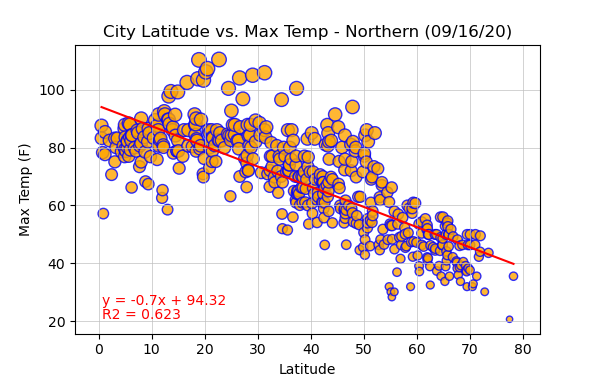 City Latitude vs. Max Temp - Northern (09/16/20)
Max Temp (F)
100
80
60
40
20
y = -0.7x + 94.32
R2 = 0.623
0 10 20 30 40 50 60 70 80
Latitude